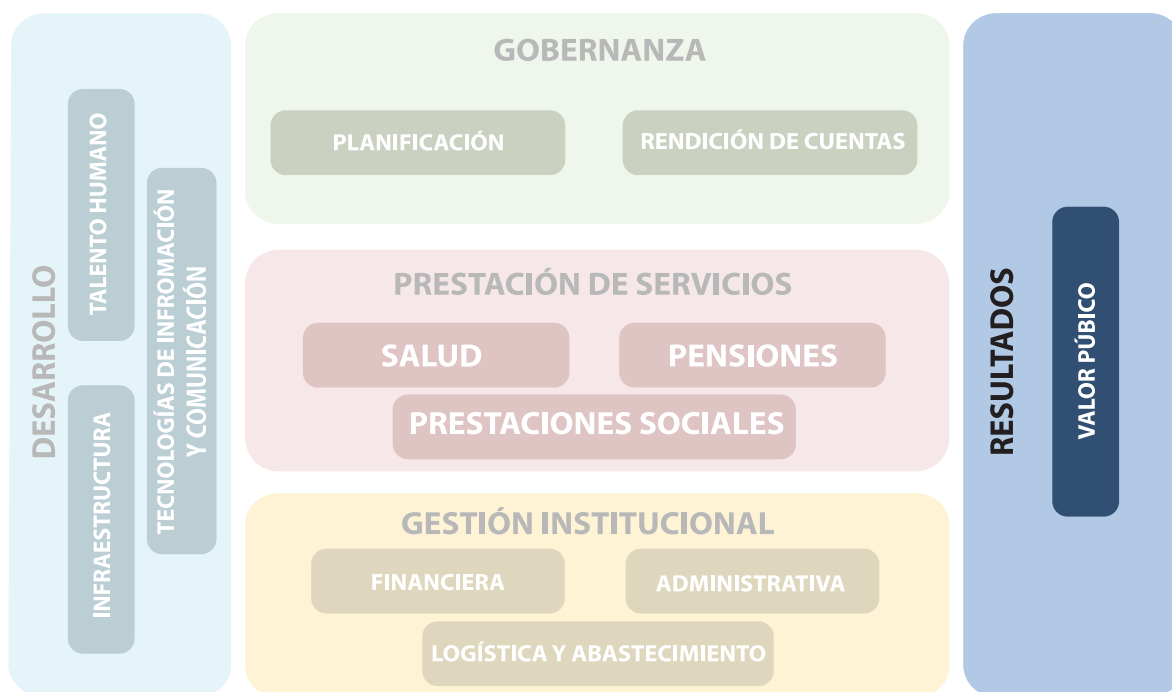 DESARROLLO
TALENTO HUMANO
INFRAESTRUCTURA
TECNOLOGÍAS DE INFROMACIÓN
Y COMUNICACIÓN
GOBERNANZA
PLANIFICACIÓN
RENDICIÓN DE CUENTAS
PRESTACIÓN DE SERVICIOS
SALUD
PENSIONES
PRESTACIONES SOCIALES
GESTIÓN INSTITUCIONAL
FINANCIERA
ADMINISTRATIVA
LOGÍSTICA Y ABASTECIMIENTO
RESULTADOS
VALOR PÚBICO